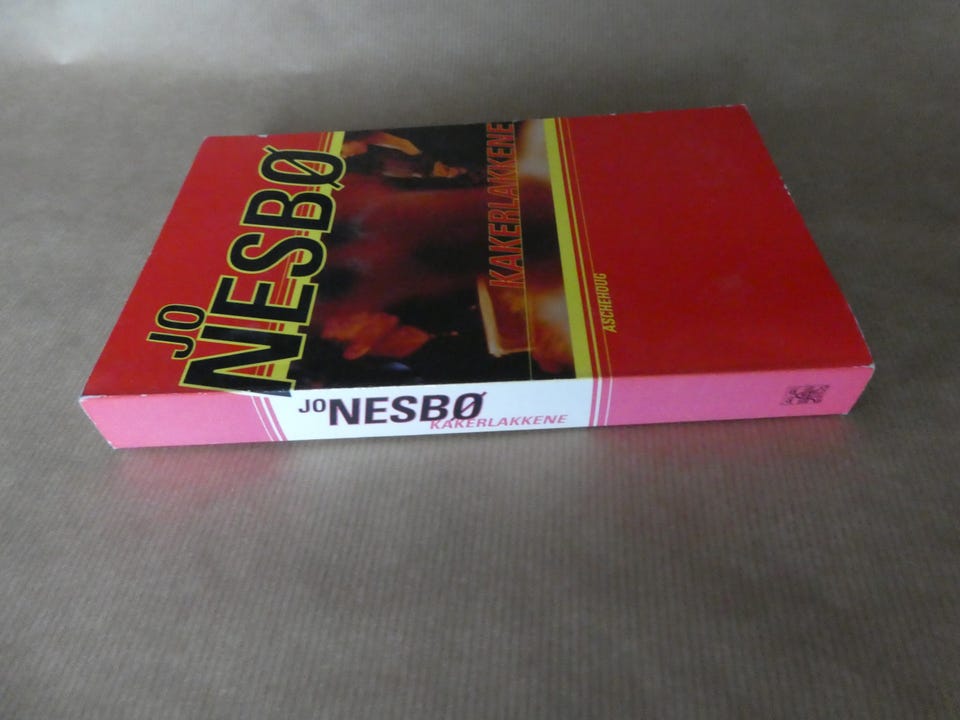 JO
NESBØ
KAKERLAKKENE
ASCHEHOUG
JO NESBØ
KAKERLAKKENE